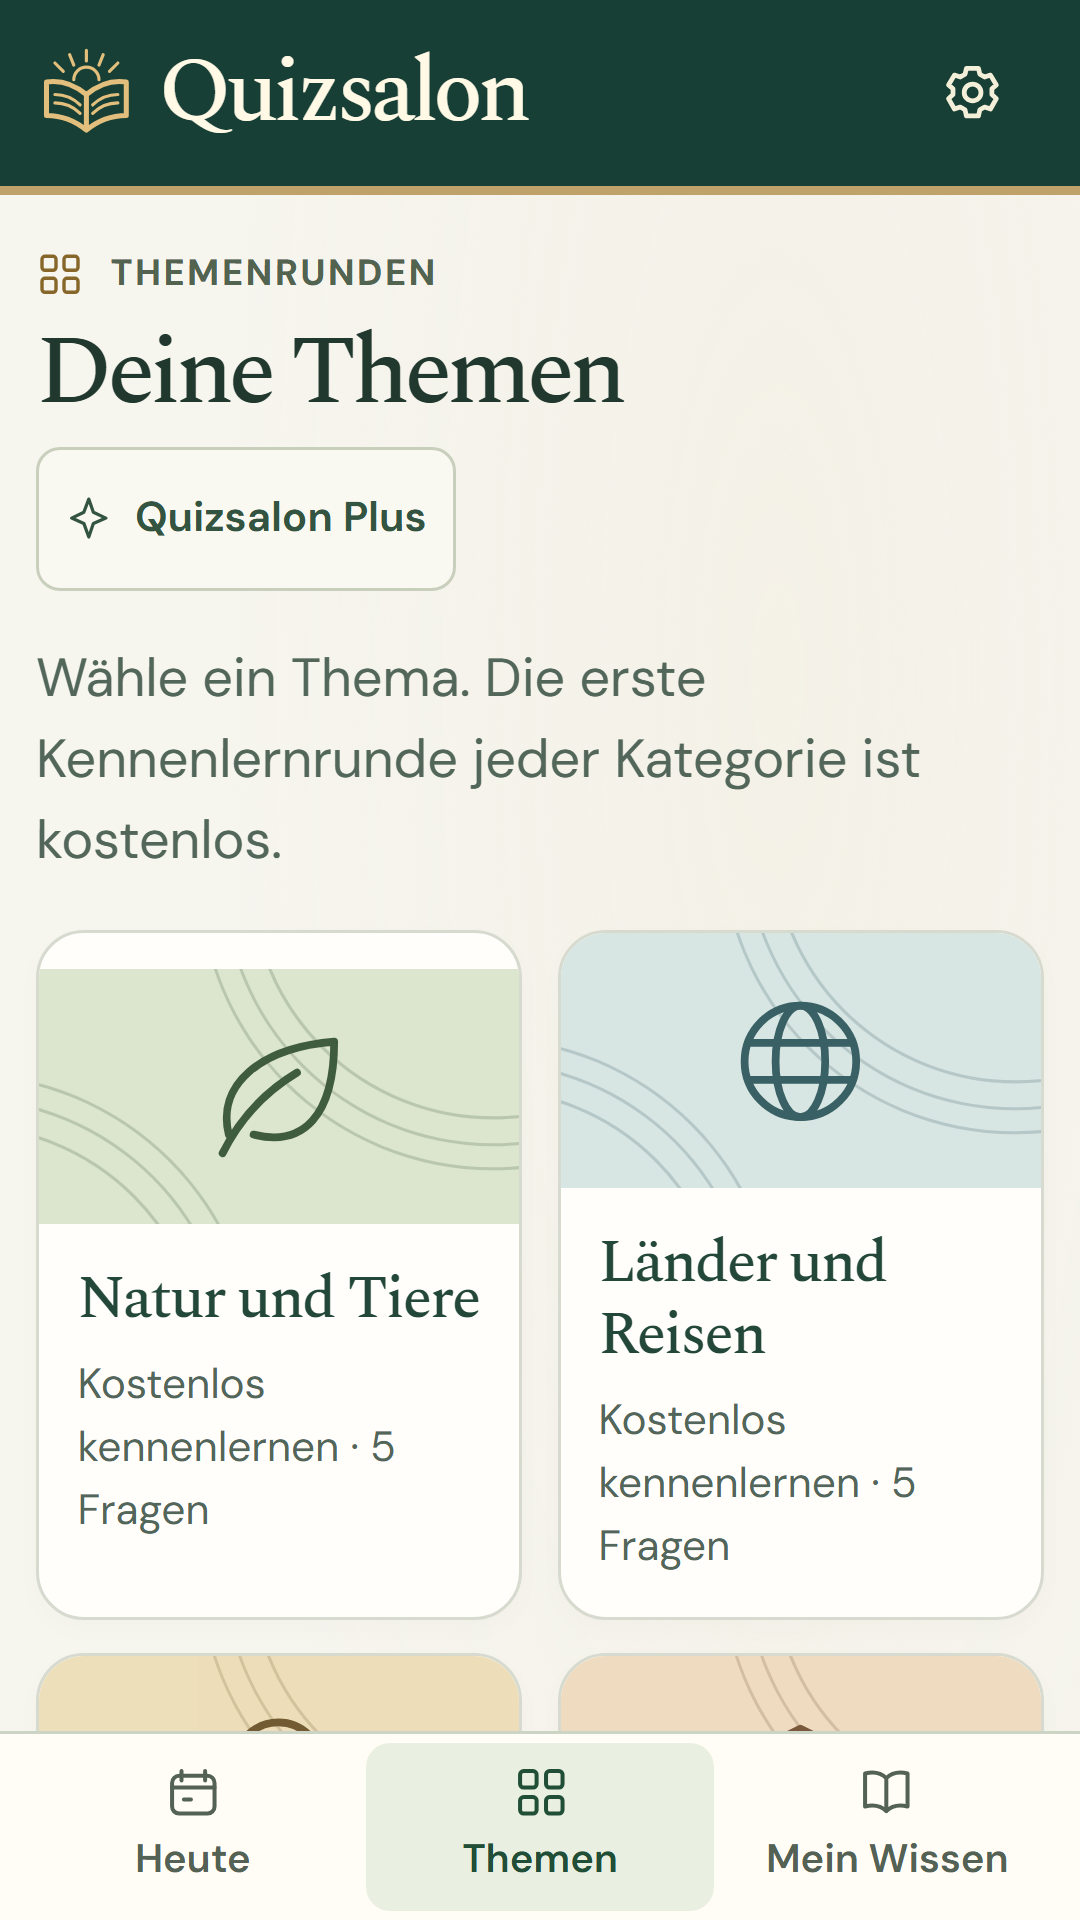 Quizsalon
THEMENRUNDEN
Deine Themen
Quizsalon Plus
Wähle ein Thema. Die erste
Kennenlernrunde jeder Kategorie ist
kostenlos.
Natur und Tiere
Kostenlos
kennenlernen · 5
Fragen
Länder und
Reisen
Kostenlos
kennenlernen · 5
Fragen
Heute
Themen
Mein Wissen